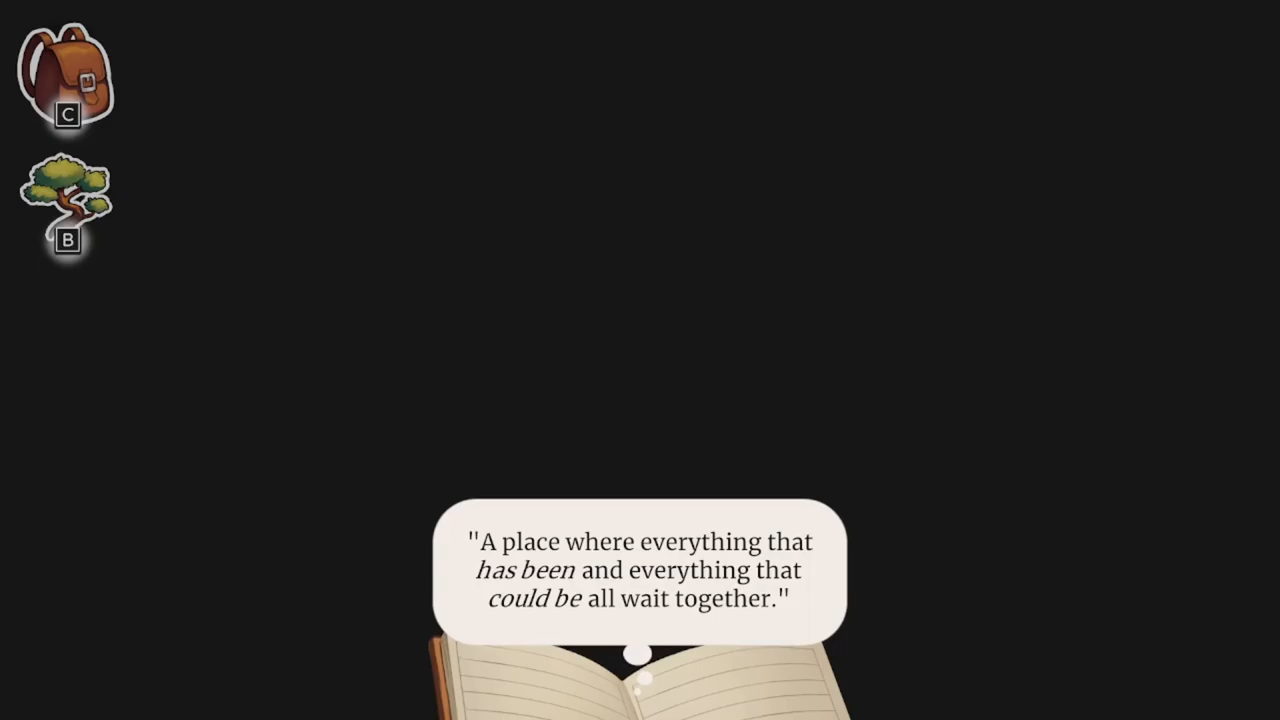 C
B
"A place where everything that
has been and everything that
could be all wait together."